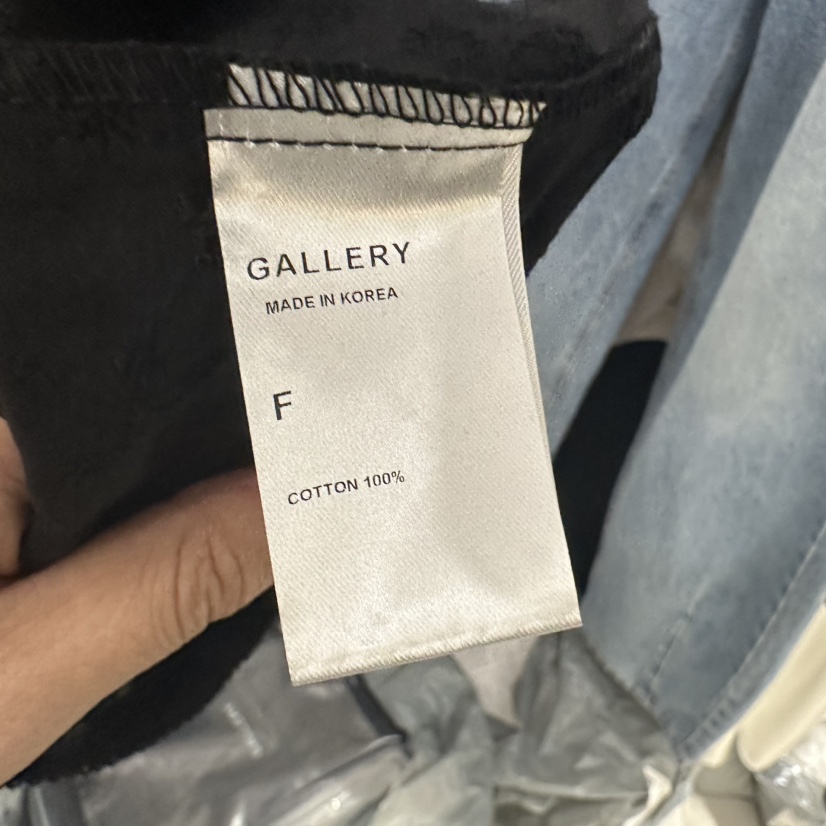 GALLERY
MADE IN KOREA
F
COTTON 100%